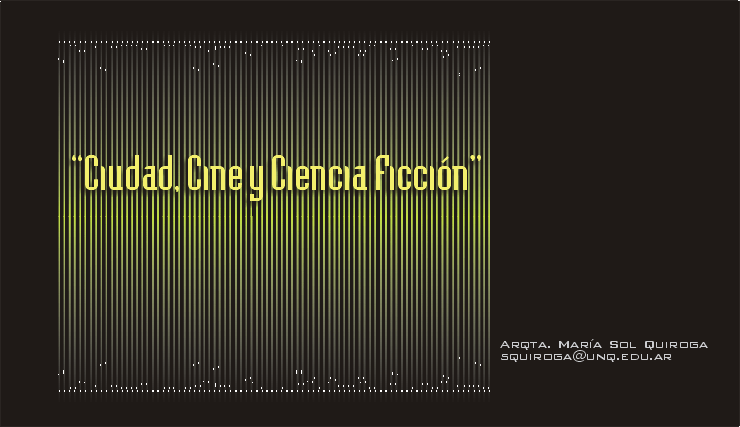 “Ciudad, Cine y Ciencia Ficción”
Arqta. María Sol Quiroga
squiroga@unq.edu.ar